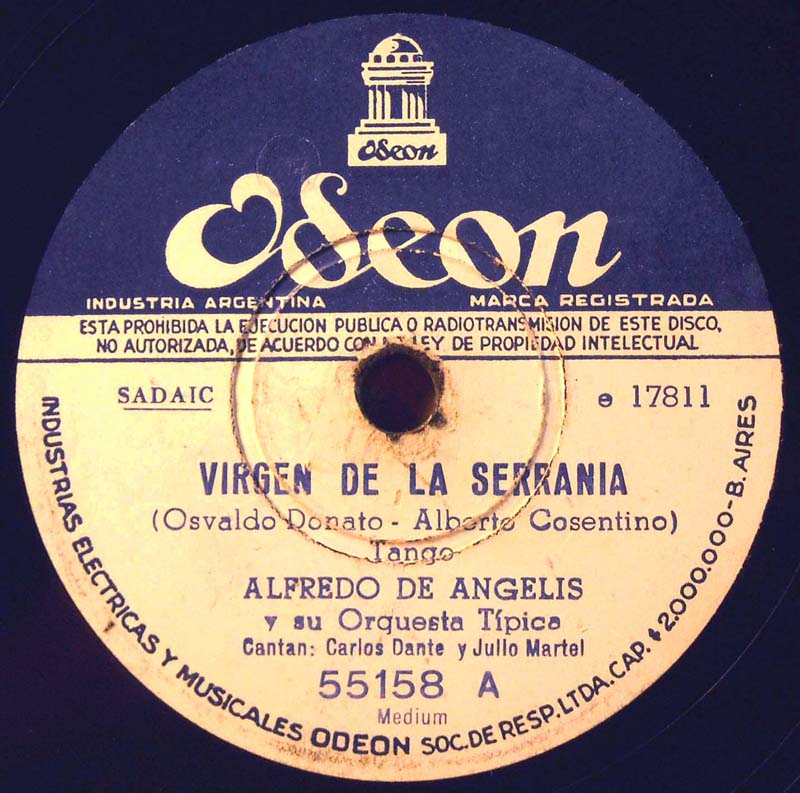 Odeon
Odeon
INDUSTRIA ARGENTINA MARCA REGISTRADA
ESTA PROHIBIDA LA EJECUCION PUBLICA O RADIOTRANSMISION DE ESTE DISCO,
NO AUTORIZADA, DE ACUERDO CON LA LEY DE PROPIEDAD INTELECTUAL
SADAIC e 17811
VIRGEN DE LA SERRANIA
(Osvaldo Donato - Alberto Cosentino)
Tango
ALFREDO DE ANGELIS
y su Orquesta Típica
Cantan: Carlos Dante y Julio Martel
55158 A
Medium
INDUSTRIAS ELECTRICAS Y MUSICALES ODEON SOC. DE RESP. LTDA. CAP. $ 2.000.000-B. AIRES